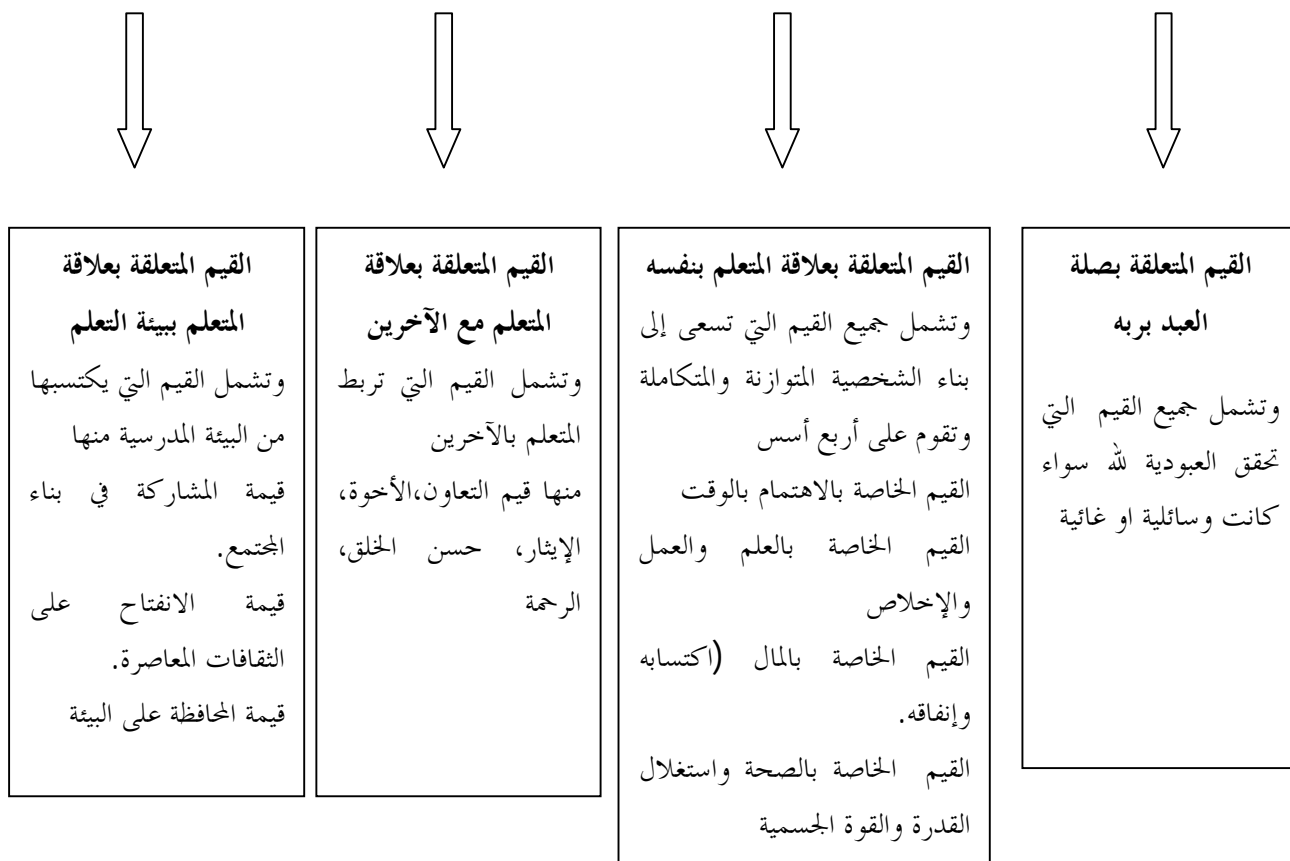 القيم المتعلقة بصلة
العبد بربه
وتشمل جميع القيم التي
تحقق العبودية لله سواء
كانت وسائلية او غائية
القيم المتعلقة بعلاقة المتعلم بنفسه
وتشمل جميع القيم التي تسعى إلى
بناء الشخصية المتوازنة والمتكاملة
وتقوم على أربع أسس
القيم الخاصة بالاهتمام بالوقت
القيم الخاصة بالعلم والعمل
والإخلاص
القيم الخاصة بالمال (اكتسابه
وإنفاقه.
القيم الخاصة بالصحة واستغلال
القدرة والقوة الجسمية
القيم المتعلقة بعلاقة
المتعلم مع الآخرين
وتشمل القيم التي تربط
المتعلم بالآخرين
منها قيم التعاون،الأخوة،
الإيثار، حسن الخلق،
الرحمة
القيم المتعلقة بعلاقة
المتعلم ببيئة التعلم
وتشمل القيم التي يكتسبها
من البيئة المدرسية منها
قيمة المشاركة في بناء
المجتمع.
قيمة الانفتاح على
الثقافات المعاصرة.
قيمة المحافظة على البيئة